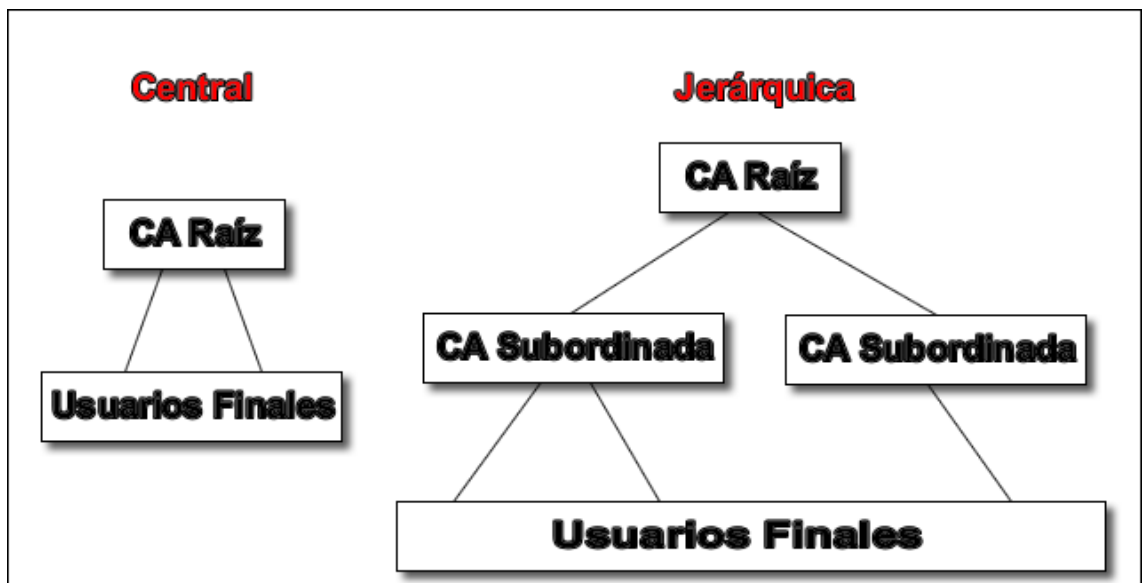 Central
CA Raíz
Usuarios Finales
Jerárquica
CA Raíz
CA Subordinada
CA Subordinada
Usuarios Finales